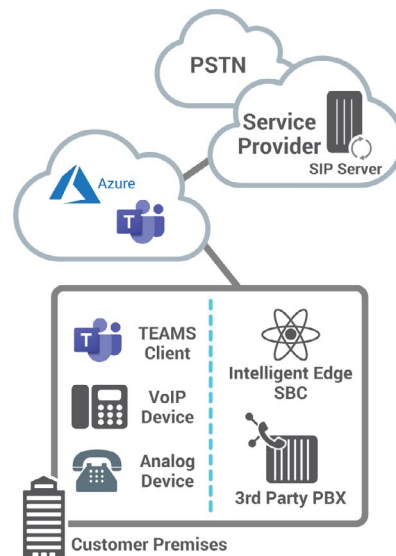 PSTN
Service
Provider
SIP Server
Azure
T
T
TEAMS
Client
Intelligent Edge
SBC
VoIP
Device
Analog
Device
3rd Party PBX
Customer Premises